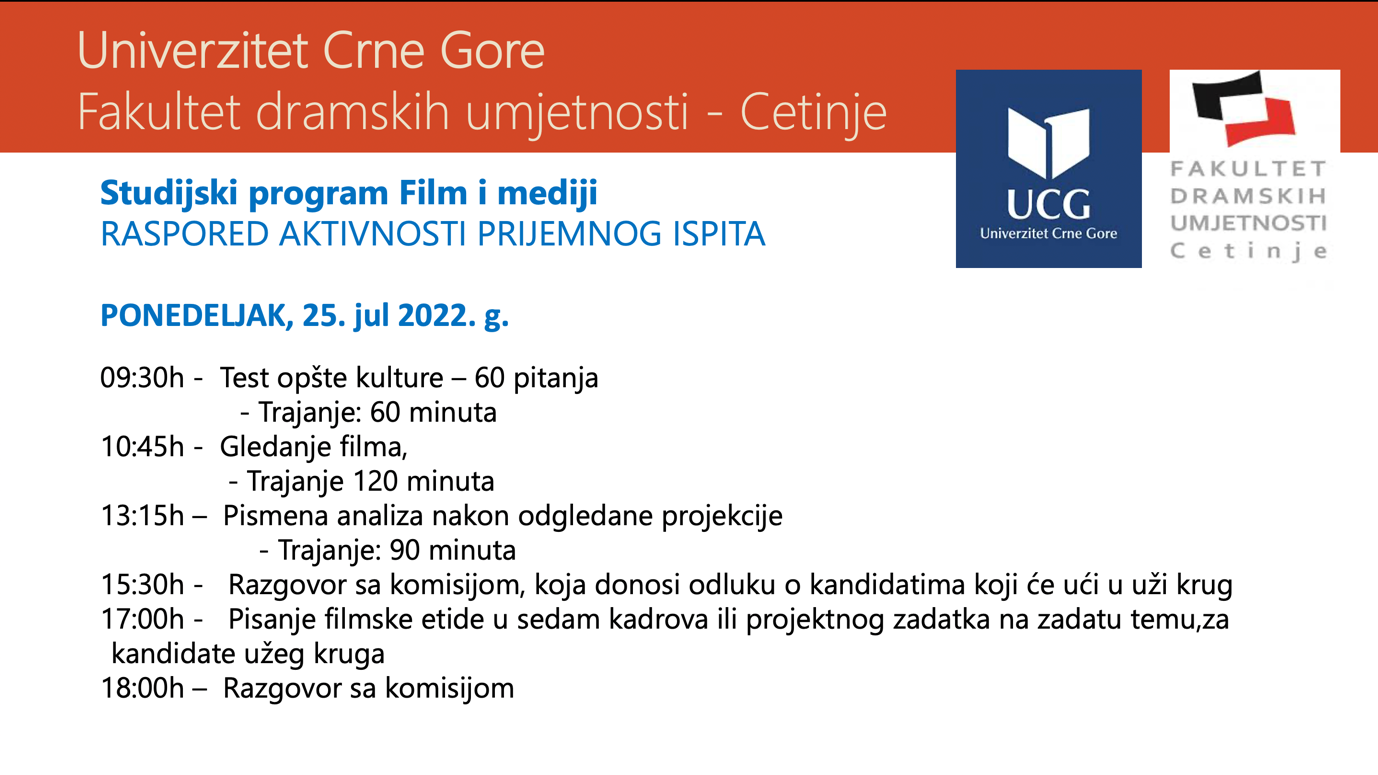 Univerzitet Crne Gore
Fakultet dramskih umjetnosti - Cetinje
UCG
Univerzitet Crne Gore
FAKULTET
DRAMSKIH
UMJETNOSTI
Cetinje
Studijski program Film i mediji
RASPORED AKTIVNOSTI PRIJEMNOG ISPITA
PONEDELJAK, 25. jul 2022. g.
09:30h - Test opšte kulture – 60 pitanja
- Trajanje: 60 minuta
10:45h - Gledanje filma,
- Trajanje 120 minuta
13:15h – Pismena analiza nakon odgledane projekcije
- Trajanje: 90 minuta
15:30h - Razgovor sa komisijom, koja donosi odluku o kandidatima koji će ući u uži krug
17:00h - Pisanje filmske etide u sedam kadrova ili projektnog zadatka na zadatu temu,za
kandidate užeg kruga
18:00h – Razgovor sa komisijom